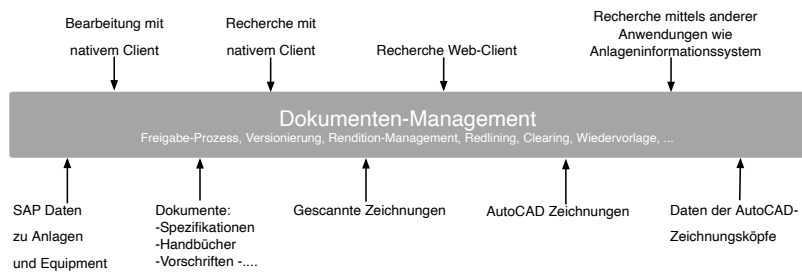 Bearbeitung mit
nativem Client
Recherche mit
nativem Client
Recherche Web-Client
Recherche mittels anderer
Anwendungen wie
Anlageninformationssystem
Dokumenten-Management
Freigabe-Prozess, Versionierung, Rendition-Management, Redlining, Clearing, Wiedervorlage, ...
SAP Daten
zu Anlagen
und Equipment
Dokumente:
-Spezifikationen
-Handbücher
-Vorschriften -....
Gescannte Zeichnungen
AutoCAD Zeichnungen
Daten der AutoCAD-
Zeichnungsköpfe